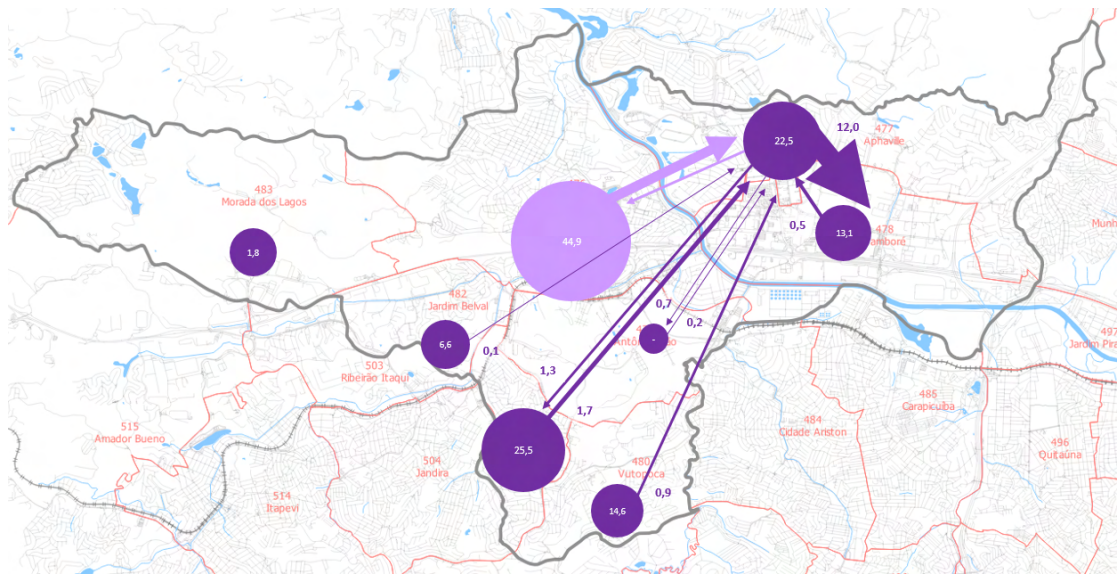 12,0
477
Aphaville
22,5
483
Morada dos Lagos
0,5
13,1
478
44,9
1,8
482
Jardim Belval
0,7
0,2
497
6,6
-
0,1
503
Ribeirão Itaqui
1,3
485
Carapicuíba
1,7
515
Amador Bueno
484
Cidade Ariston
25,5
504
Jandira
480
Vutopoca
496
Quitaúna
0,9
514
Itapevi
14,6